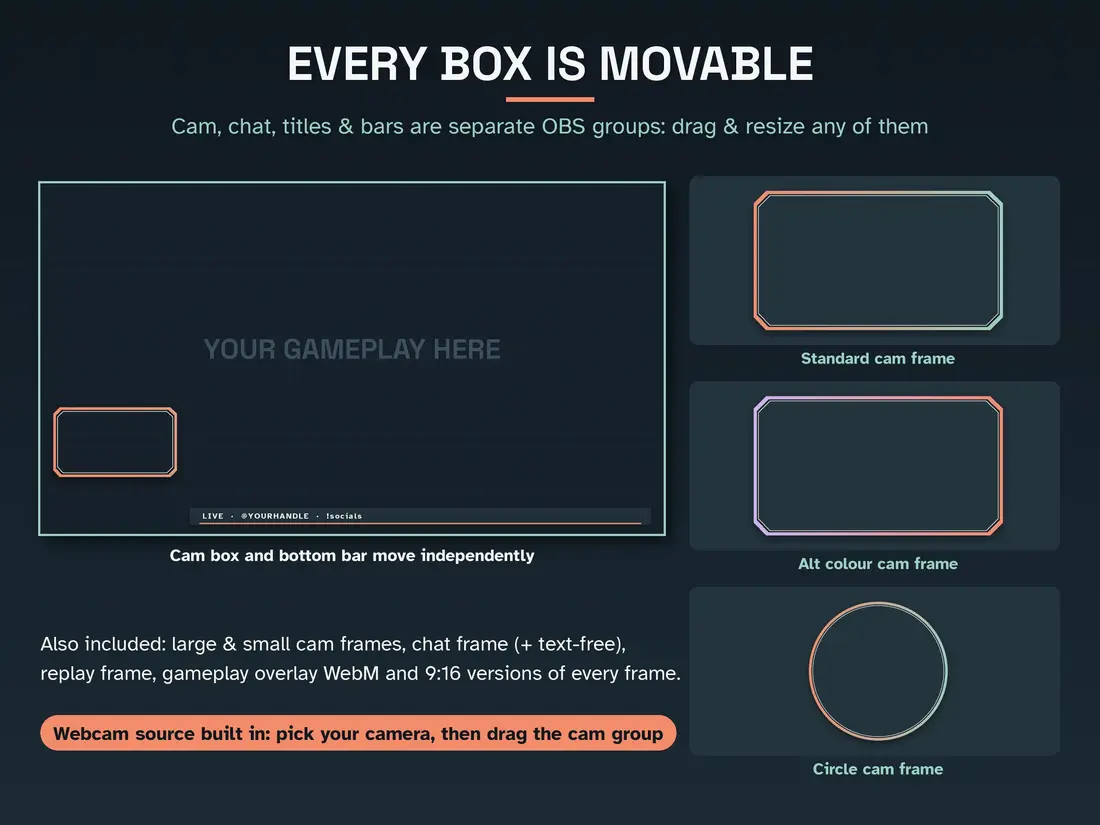 EVERY BOX IS MOVABLE
Cam, chat, titles & bars are separate OBS groups: drag & resize any of them
YOUR GAMEPLAY HERE
LIVE · @YOURHANDLE · !socials
Cam box and bottom bar move independently
Also included: large & small cam frames, chat frame (+ text-free),
replay frame, gameplay overlay WebM and 9:16 versions of every frame.
Webcam source built in: pick your camera, then drag the cam group
Standard cam frame
Alt colour cam frame
Circle cam frame